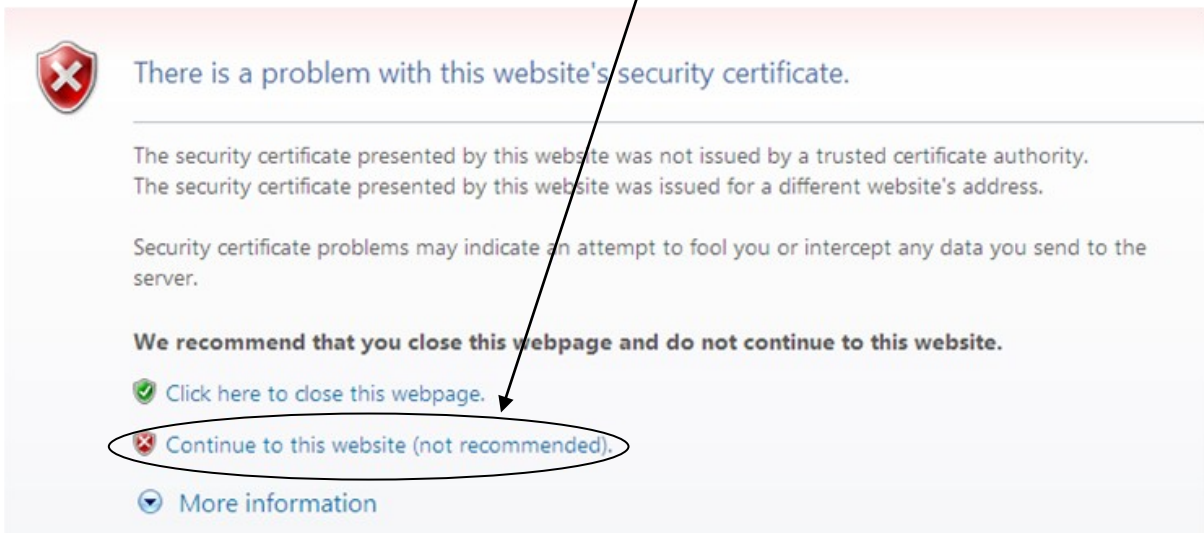 There is a problem with this website's security certificate.
The security certificate presented by this website was not issued by a trusted certificate authority.
The security certificate presented by this website was issued for a different website's address.
Security certificate problems may indicate an attempt to fool you or intercept any data you send to the
server.
We recommend that you close this webpage and do not continue to this website.
Click here to close this webpage.
Continue to this website (not recommended).
More information